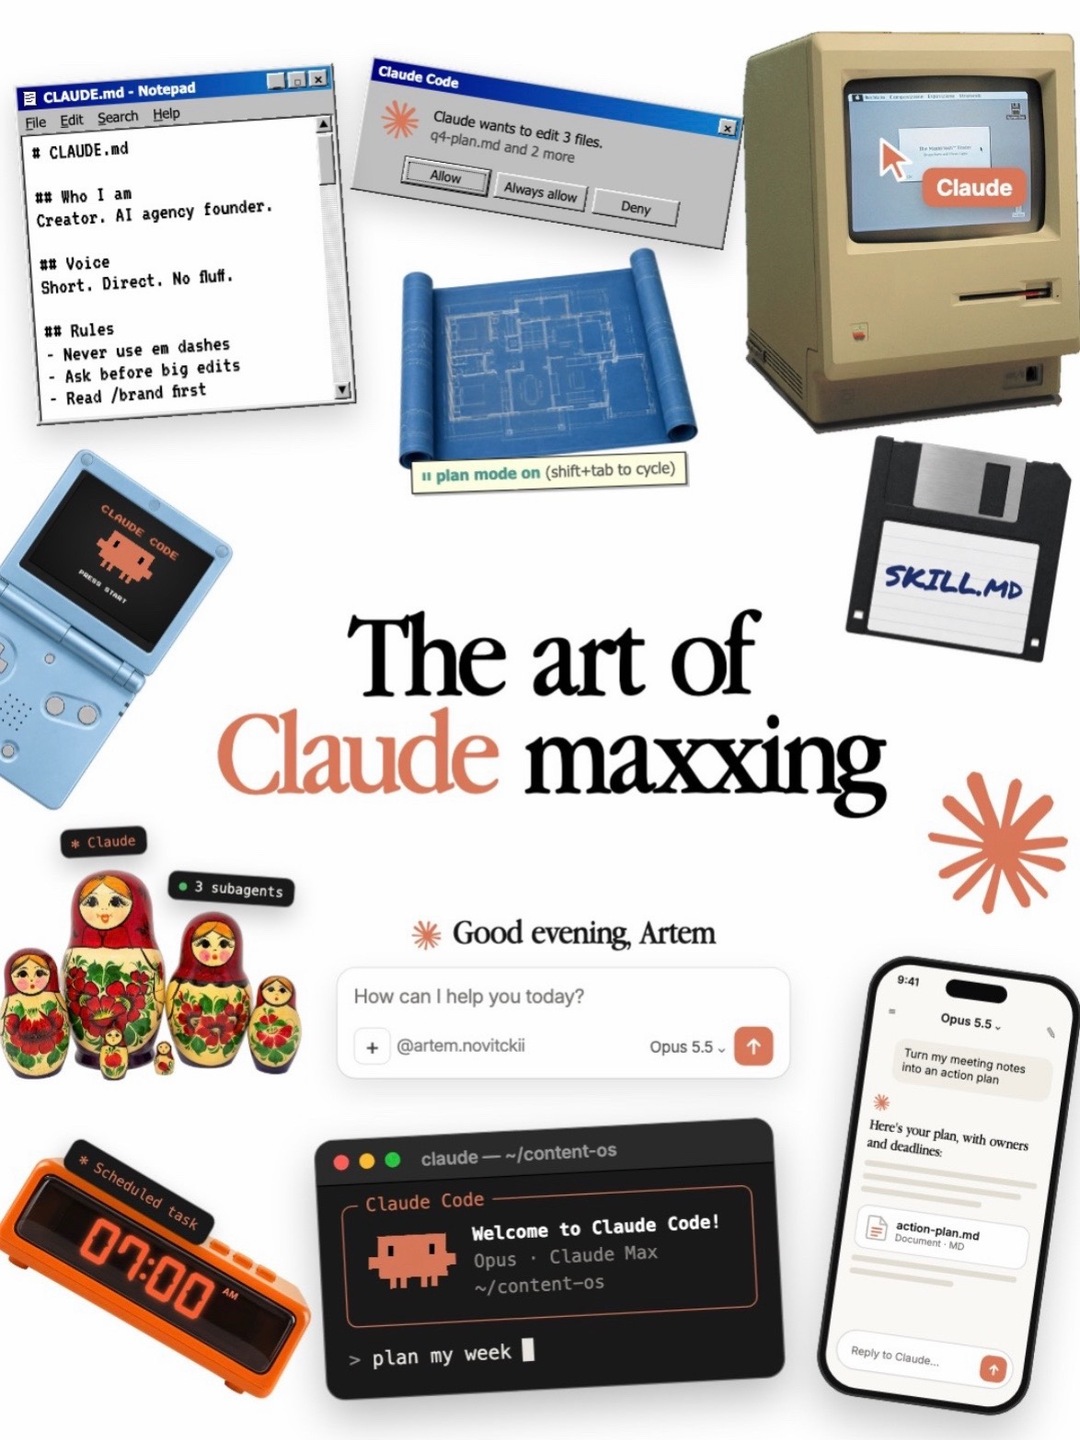 CLAUDE.md - Notepad
File Edit Search Help
# CLAUDE.md
## Who I am
Creator. AI agency founder.
## Voice
Short. Direct. No fluff.
## Rules
- Never use em dashes
- Ask before big edits
- Read /brand first
Claude Code
Claude wants to edit 3 files.
q4-plan.md and 2 more
Allow
Always allow
Deny
Claude
plan mode on (shift+tab to cycle)
CLAUDE CODE
PRESS START
SKILL.MD
The art of
Claude maxxing
Claude
3 subagents
Good evening, Artem
How can I help you today?
+ @artem.novitckii
Opus 5.5
9:41
Opus 5.5
Turn my meeting notes
into an action plan
Here's your plan, with owners
and deadlines:
action-plan.md
Document · MD
Reply to Claude...
Scheduled task
07:00 AM
claude — ~/content-os
Claude Code
Welcome to Claude Code!
Opus · Claude Max
~/content-os
> plan my week